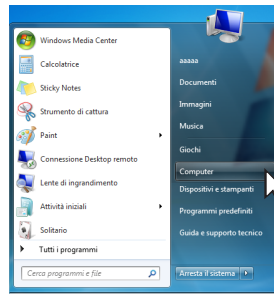 Windows Media Center
Calcolatrice
Sticky Notes
Strumento di cattura
Paint
Connessione Desktop remoto
Lente di ingrandimento
Attività iniziali
Solitario
Tutti i programmi
Cerca programmi e file
aaaaa
Documenti
Immagini
Musica
Giochi
Computer
Dispositivi e stampanti
Programmi predefiniti
Guida e supporto tecnico
Arresta il sistema